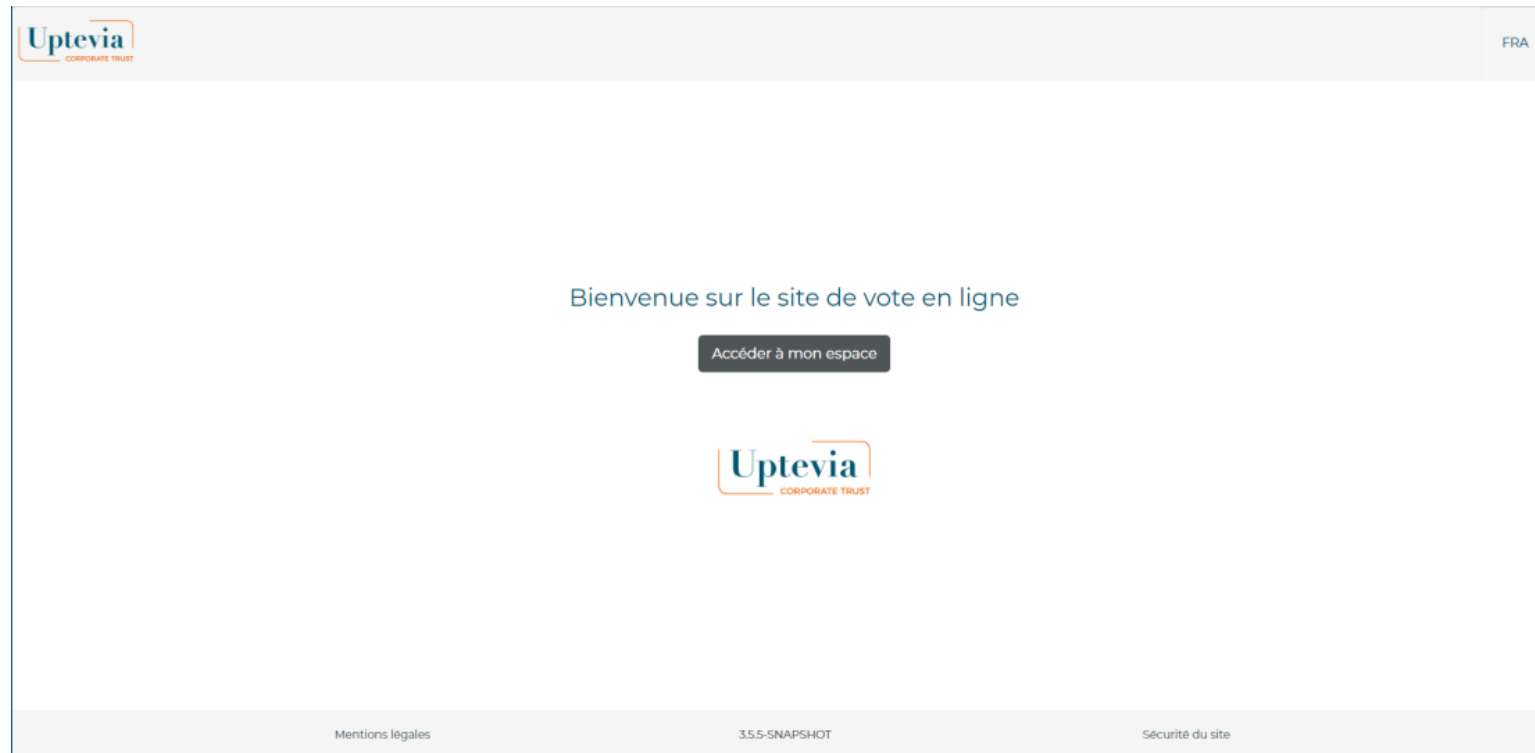 Uptevia
CORPORATE TRUST
FRA
Bienvenue sur le site de vote en ligne
Accéder à mon espace
Uptevia
CORPORATE TRUST
Mentions légales
3.5.5-SNAPSHOT
Sécurité du site